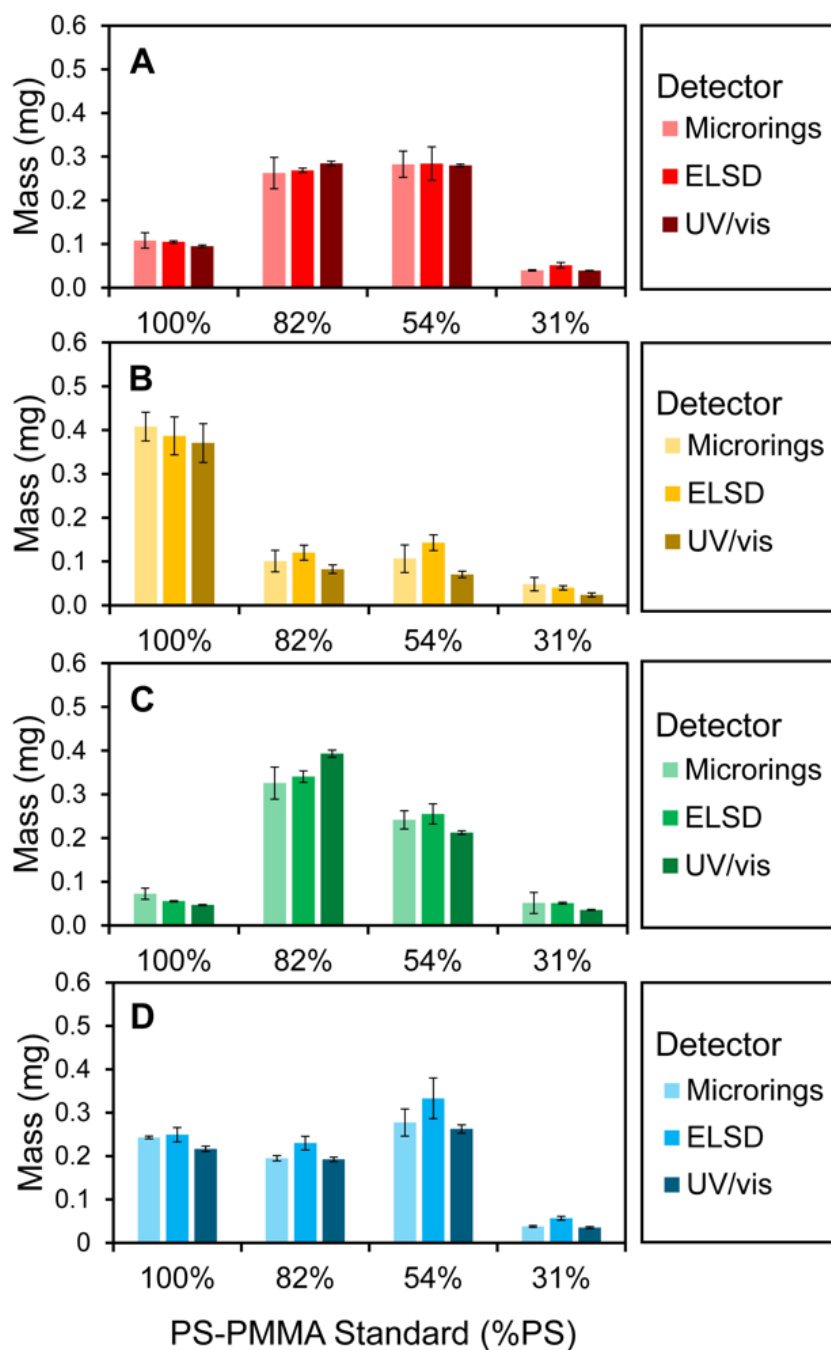 0.6
0.5
0.4
0.3
0.2
0.1
0.0
Mass (mg)
A
100% 82% 54% 31%
Detector
Microrings
ELSD
UV/vis
0.6
0.5
0.4
0.3
0.2
0.1
0.0
Mass (mg)
B
100% 82% 54% 31%
Detector
Microrings
ELSD
UV/vis
0.6
0.5
0.4
0.3
0.2
0.1
0.0
Mass (mg)
C
100% 82% 54% 31%
Detector
Microrings
ELSD
UV/vis
0.6
0.5
0.4
0.3
0.2
0.1
0
Mass (mg)
D
100% 82% 54% 31%
Detector
Microrings
ELSD
UV/vis
PS-PMMA Standard (%PS)